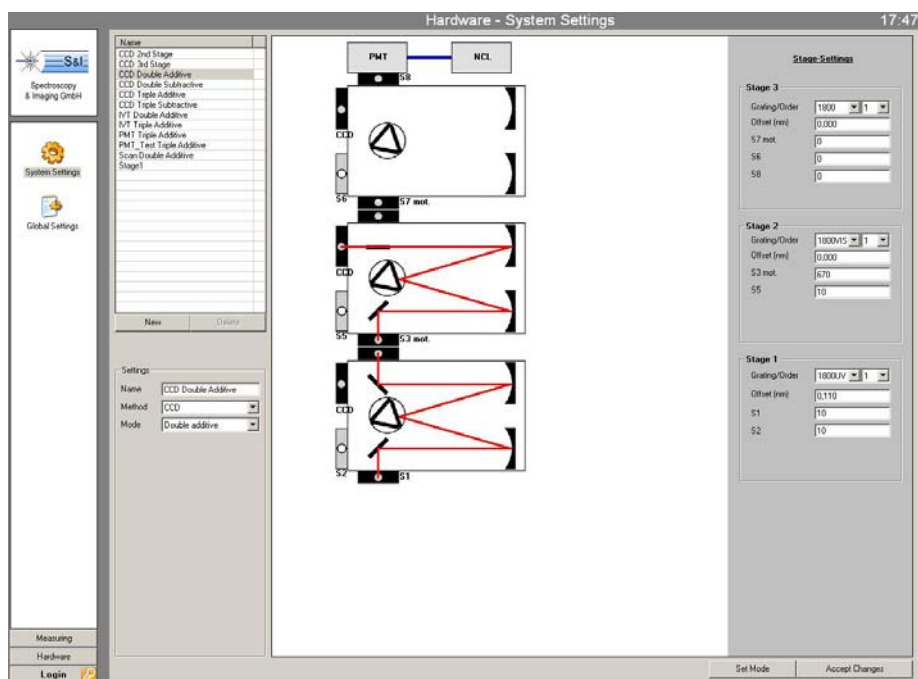 Hardware - System Settings 17:47
S&I
Spectroscopy
& Imaging GmbH
System Settings
Global Settings
Measuring
Hardware
Login
Name
CCD 2nd Stage
CCD 3rd Stage
CCD Double Additive
CCD Double Subtractive
CCD Triple Additive
CCD Triple Subtractive
IVT Double Additive
IVT Triple Additive
PMT Triple Additive
PMT_Test Triple Additive
Scan Double Additive
Stage1
New Delete
Settings
Name CCD Double Additive
Method CCD
Mode Double additive
PMT NCL
S8
CCD
S6 S7 mot.
CCD
S5 S3 mot.
CCD
S2 S1
Stage-Settings
Stage 3
Grating/Order 1800 1
Offset (nm) 0,000
S7 mot. 0
S6 0
S8 0
Stage 2
Grating/Order 1800VIS 1
Offset (nm) 0,000
S3 mot. 670
S5 10
Stage 1
Grating/Order 1800UV 1
Offset (nm) 0,110
S1 10
S2 10
Set Mode Accept Changes